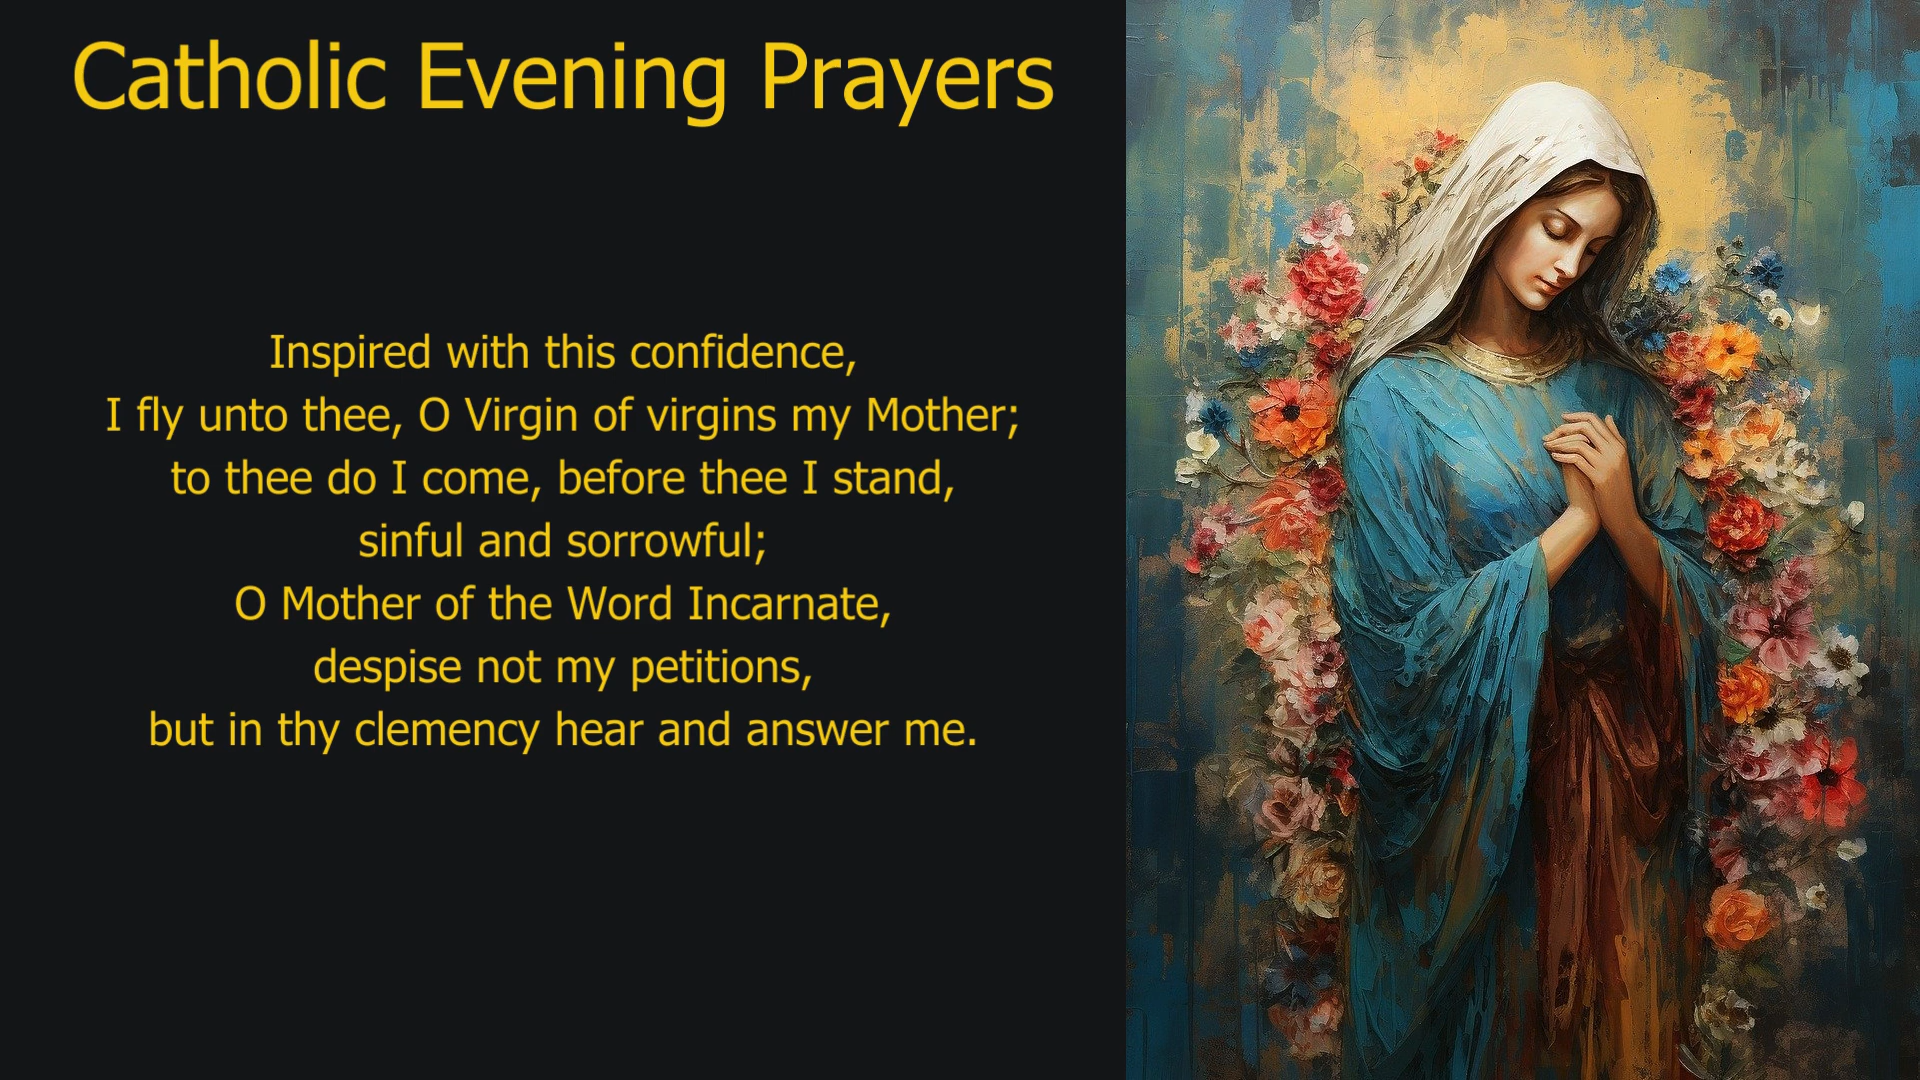 Catholic Evening Prayers
Inspired with this confidence,
I fly unto thee, O Virgin of virgins my Mother;
to thee do I come, before thee I stand,
sinful and sorrowful;
O Mother of the Word Incarnate,
despise not my petitions,
but in thy clemency hear and answer me.